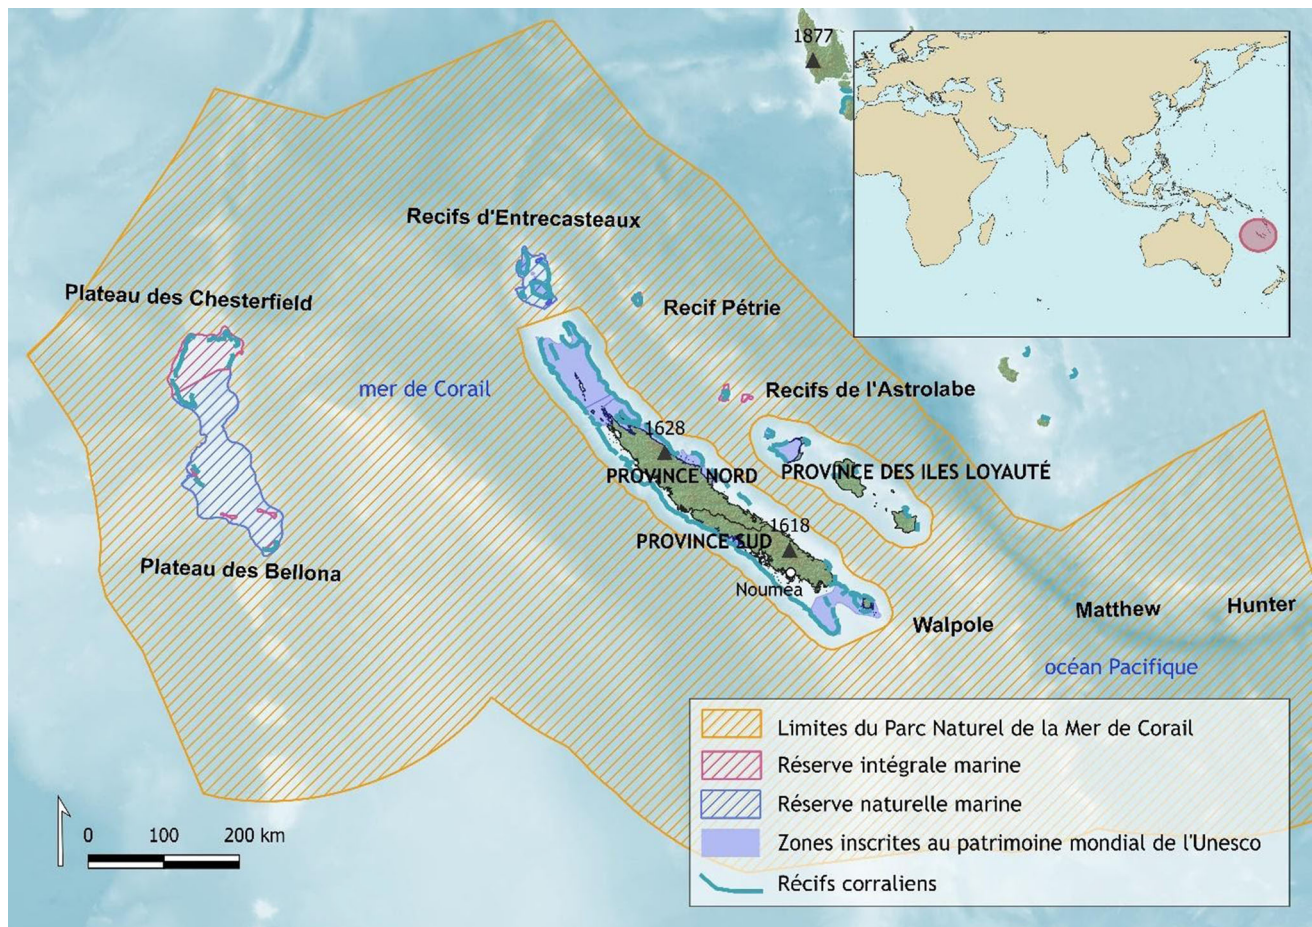 1877
Recifs d'Entrecasteaux
Plateau des Chesterfield
Recif Pétrie
mer de Corail
Recifs de l'Astrolabe
1628
PROVINCE NORD
PROVINCE DES ILES LOYAUTÉ
1618
PROVINCE SUD
Plateau des Bellona
Nouméa
Walpole
Matthew
Hunter
océan Pacifique
Limites du Parc Naturel de la Mer de Corail
Réserve intégrale marine
Réserve naturelle marine
Zones inscrites au patrimoine mondial de l'Unesco
Récifs corraliens
0 100 200 km